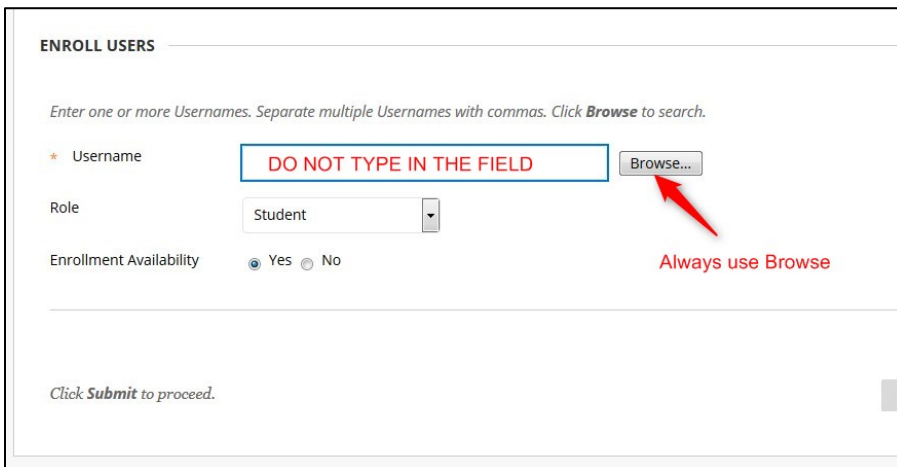 ENROLL USERS
Enter one or more Usernames. Separate multiple Usernames with commas. Click Browse to search.
* Username
DO NOT TYPE IN THE FIELD
Browse...
Role
Student
Always use Browse
Enrollment Availability
Yes
No
Click Submit to proceed.